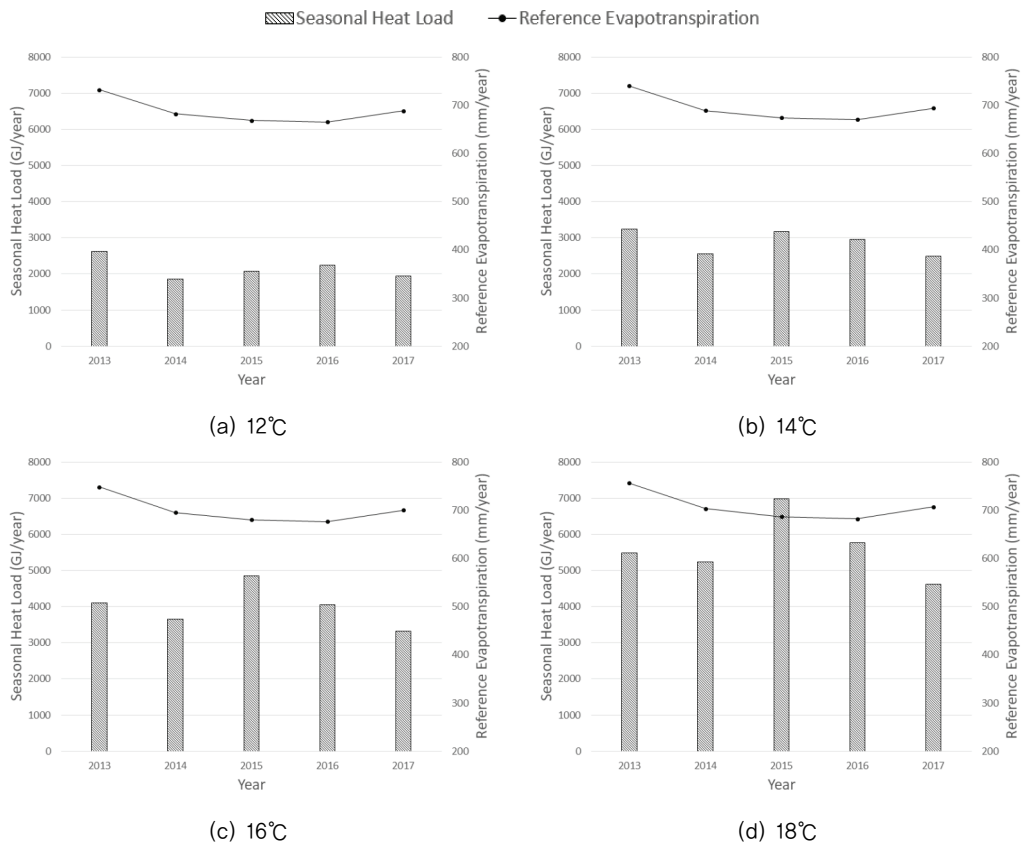 Seasonal Heat Load
Reference Evapotranspiration
Seasonal Heat Load (GJ/year)
8000
7000
6000
5000
4000
3000
2000
1000
0
800
700
600
500
400
300
200
Reference Evapotranspiration (mm/year)
2013 2014 2015 2016 2017
Year
(a) 12℃
Seasonal Heat Load (GJ/year)
8000
7000
6000
5000
4000
3000
2000
1000
0
800
700
600
500
400
300
200
Reference Evapotranspiration (mm/year)
2013 2014 2015 2016 2017
Year
(b) 14℃
Seasonal Heat Load (GJ/year)
8000
7000
6000
5000
4000
3000
2000
1000
0
800
700
600
500
400
300
200
Reference Evapotranspiration (mm/year)
2013 2014 2015 2016 2017
Year
(c) 16℃
Seasonal Heat Load (GJ/year)
8000
7000
6000
5000
4000
3000
2000
1000
0
800
700
600
500
400
300
200
Reference Evapotranspiration (mm/year)
2013 2014 2015 2016 2017
Year
(d) 18℃